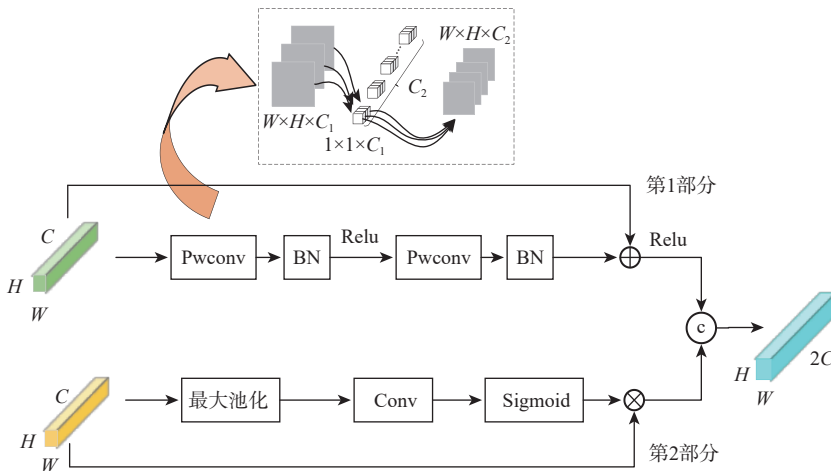 W×H×C₂
C₂
W×H×C₁
1×1×C₁
第1部分
C
H
W
Pwconv
BN
Relu
Pwconv
BN
Relu
c
2C
H
W
C
H
W
最大池化
Conv
Sigmoid
第2部分